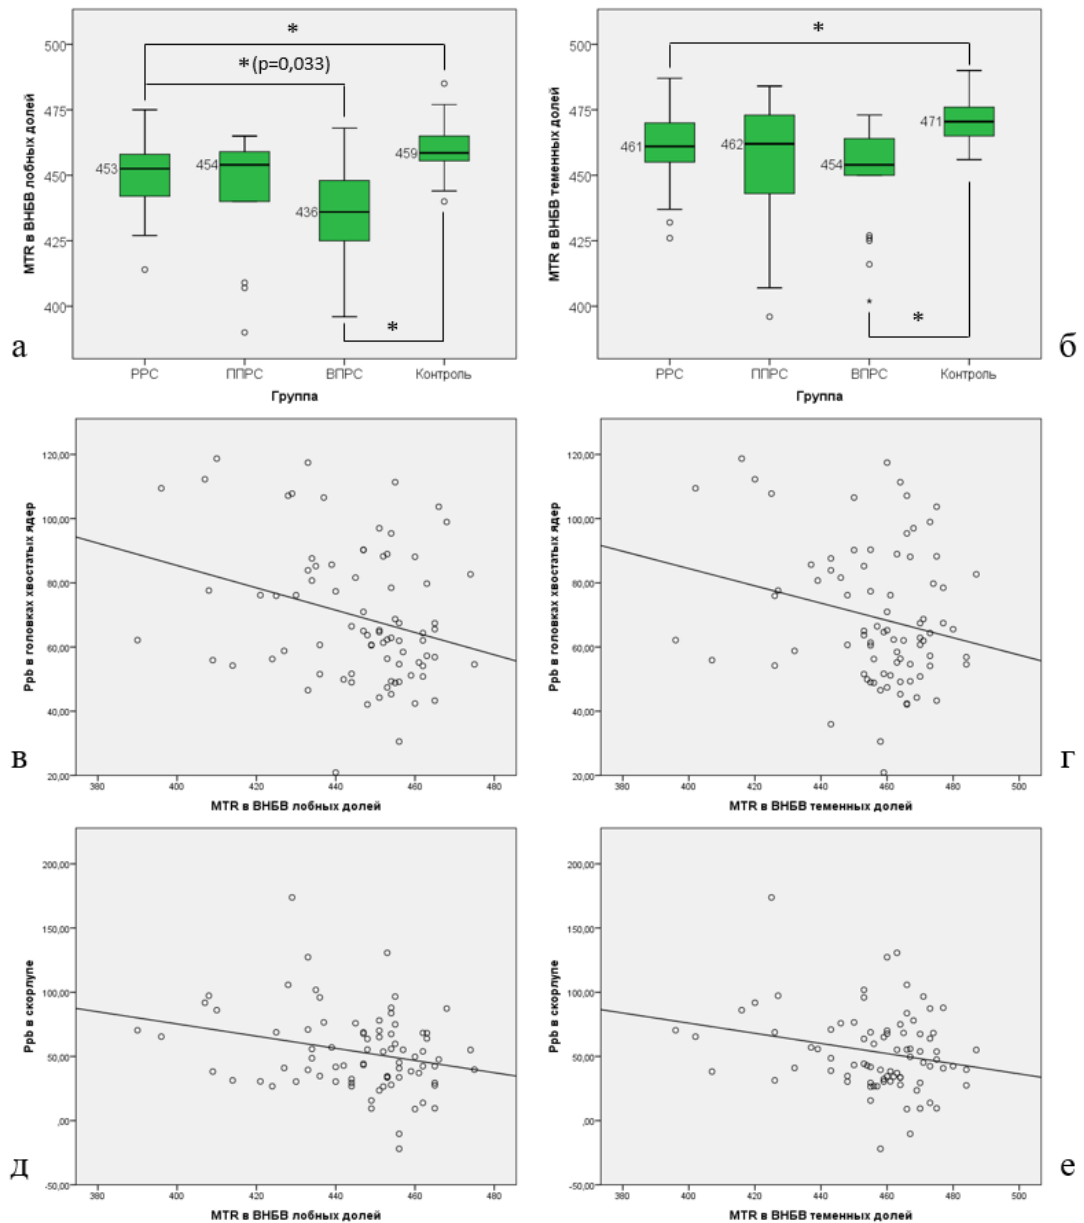 *
* (p=0,033)
500
475
450
425
400
453
454
436
459
*
MTR в ВНБВ лобных долей
РРС
ППРС
ВПРС
Контроль
Группа
а
*
500
475
450
425
400
461
462
454
471
*
*
MTR в ВНБВ теменных долей
РРС
ППРС
ВПРС
Контроль
Группа
б
120,00
100,00
80,00
60,00
40,00
20,00
Ppb в головках хвостатых ядер
380
400
420
440
460
480
MTR в ВНБВ лобных долей
в
120,00
100,00
80,00
60,00
40,00
20,00
Ppb в головках хвостатых ядер
380
400
420
440
460
480
500
MTR в ВНБВ теменных долей
г
200,00
150,00
100,00
50,00
,00
-50,00
Ppb в скорлупе
380
400
420
440
460
480
MTR в ВНБВ лобных долей
д
200,00
150,00
100,00
50,00
,00
-50,00
Ppb в скорлупе
380
400
420
440
460
480
500
MTR в ВНБВ теменных долей
е